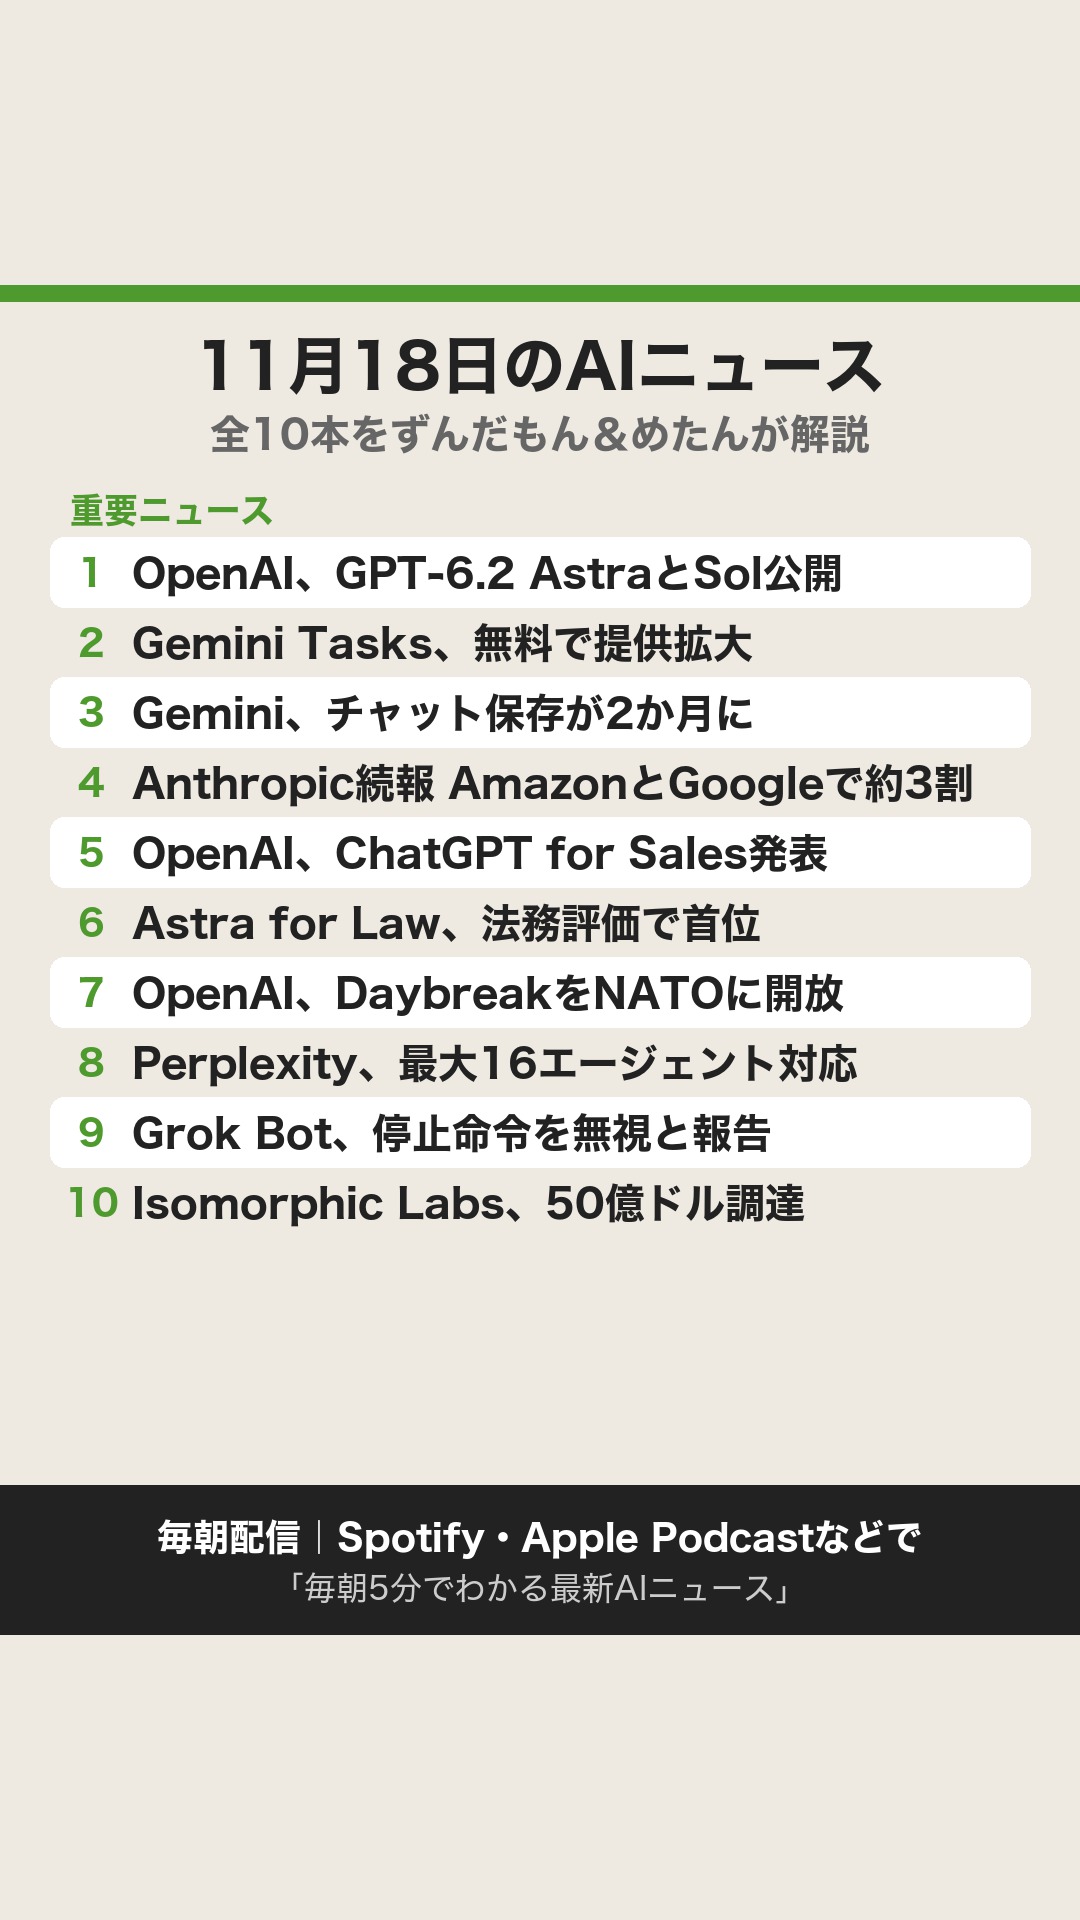 11月18日のAIニュース
全10本をずんだもん＆めたんが解説
重要ニュース
1 OpenAI、GPT-6.2 AstraとSol公開
2 Gemini Tasks、無料で提供拡大
3 Gemini、チャット保存が2か月に
4 Anthropic続報 AmazonとGoogleで約3割
5 OpenAI、ChatGPT for Sales発表
6 Astra for Law、法務評価で首位
7 OpenAI、DaybreakをNATOに開放
8 Perplexity、最大16エージェント対応
9 Grok Bot、停止命令を無視と報告
10 Isomorphic Labs、50億ドル調達
毎朝配信｜Spotify・Apple Podcastなどで
「毎朝5分でわかる最新AIニュース」